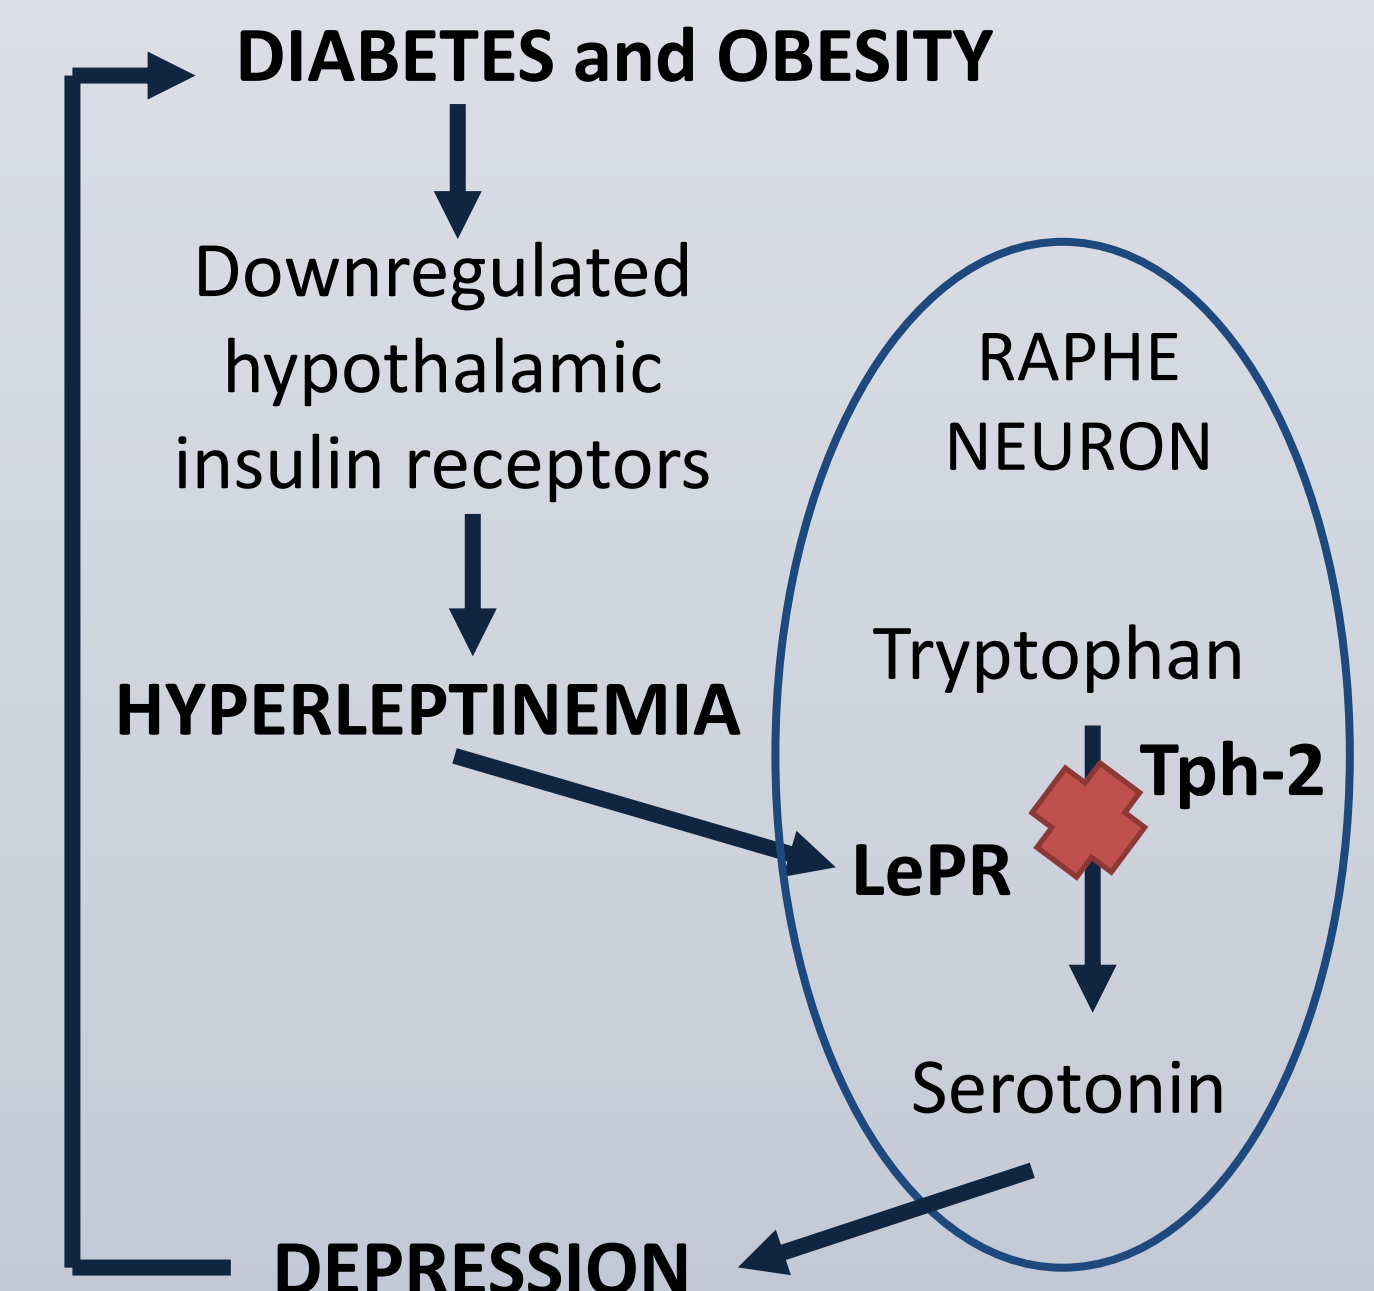 DIABETES and OBESITY
Downregulated
hypothalamic
insulin receptors
HYPERLEPTINEMIA
RAPHE
NEURON
Tryptophan
Tph-2
LePR
Serotonin
DEPRESSION